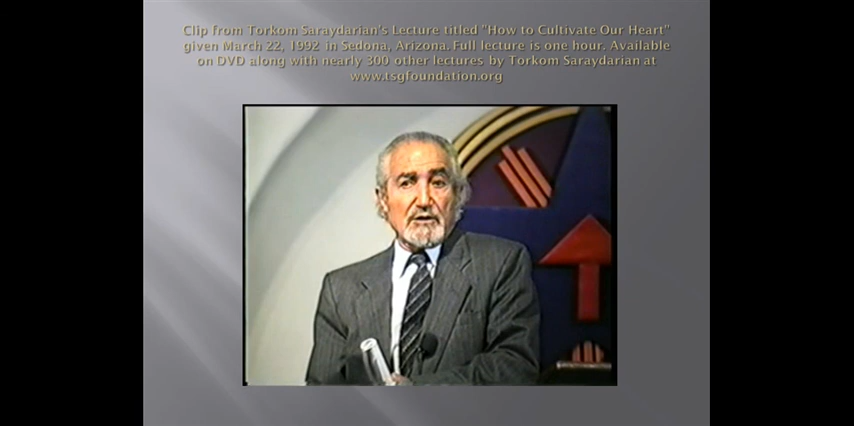 Clip from Torkom Saraydarian's Lecture titled "How to Cultivate Our Heart"
given March 22, 1992 in Sedona, Arizona. Full lecture is one hour. Available
on DVD along with nearly 300 other lectures by Torkom Saraydarian at
www.tsgfoundation.org